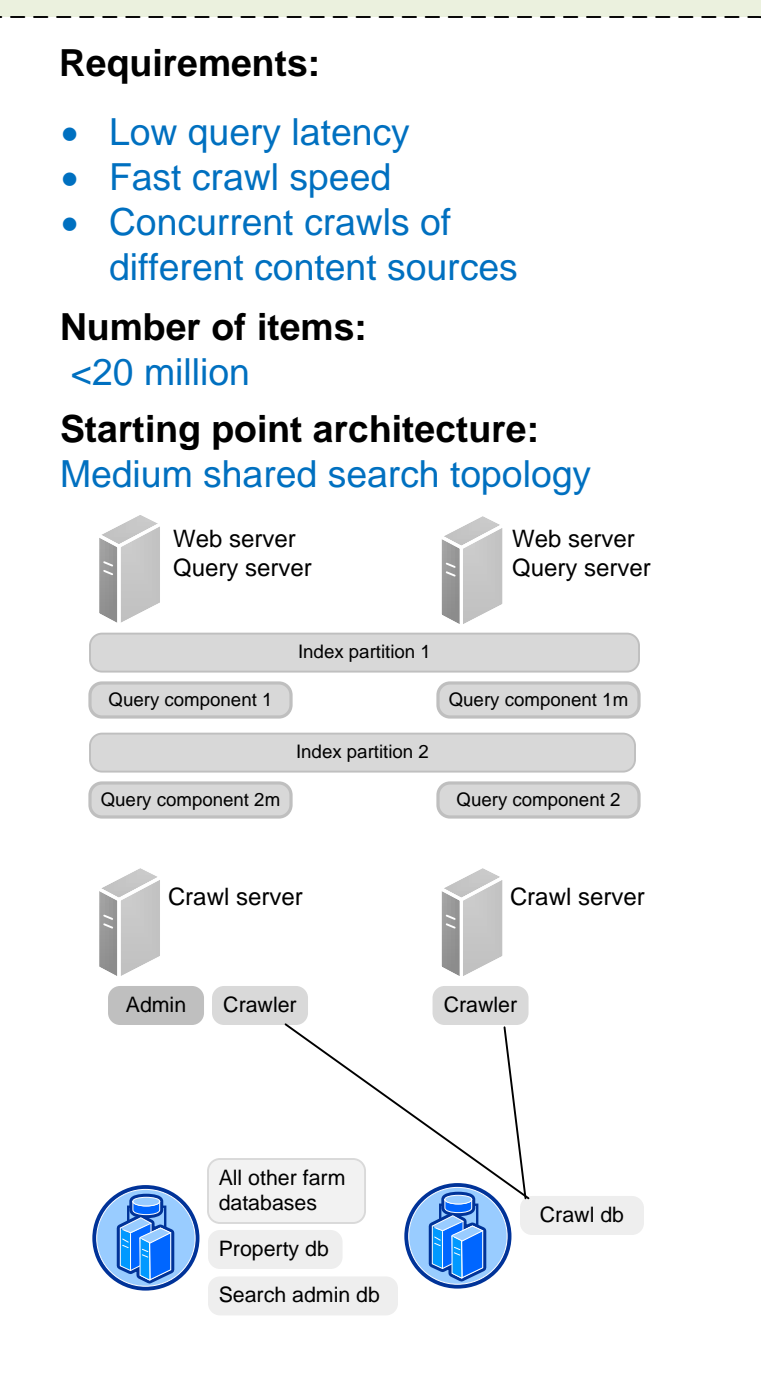 Requirements:
• Low query latency
• Fast crawl speed
• Concurrent crawls of
different content sources
Number of items:
<20 million
Starting point architecture:
Medium shared search topology
Web server
Query server
Web server
Query server
Index partition 1
Query component 1
Query component 1m
Index partition 2
Query component 2m
Query component 2
Crawl server
Crawl server
Admin
Crawler
Crawler
All other farm
databases
Property db
Search admin db
Crawl db